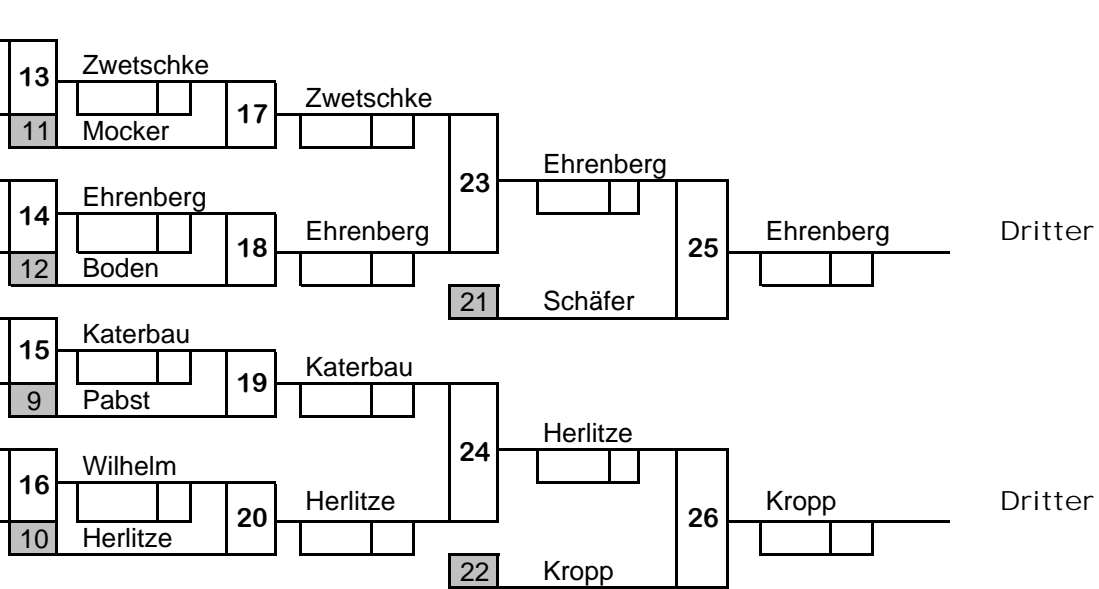 13 Zwetschke
17 Zwetschke
11 Mocker
23 Ehrenberg
14 Ehrenberg
18 Ehrenberg
25 Ehrenberg Dritter
12 Boden
21 Schäfer
15 Katerbau
19 Katerbau
9 Pabst
24 Herlitze
16 Wilhelm
20 Herlitze
26 Kropp Dritter
10 Herlitze
22 Kropp